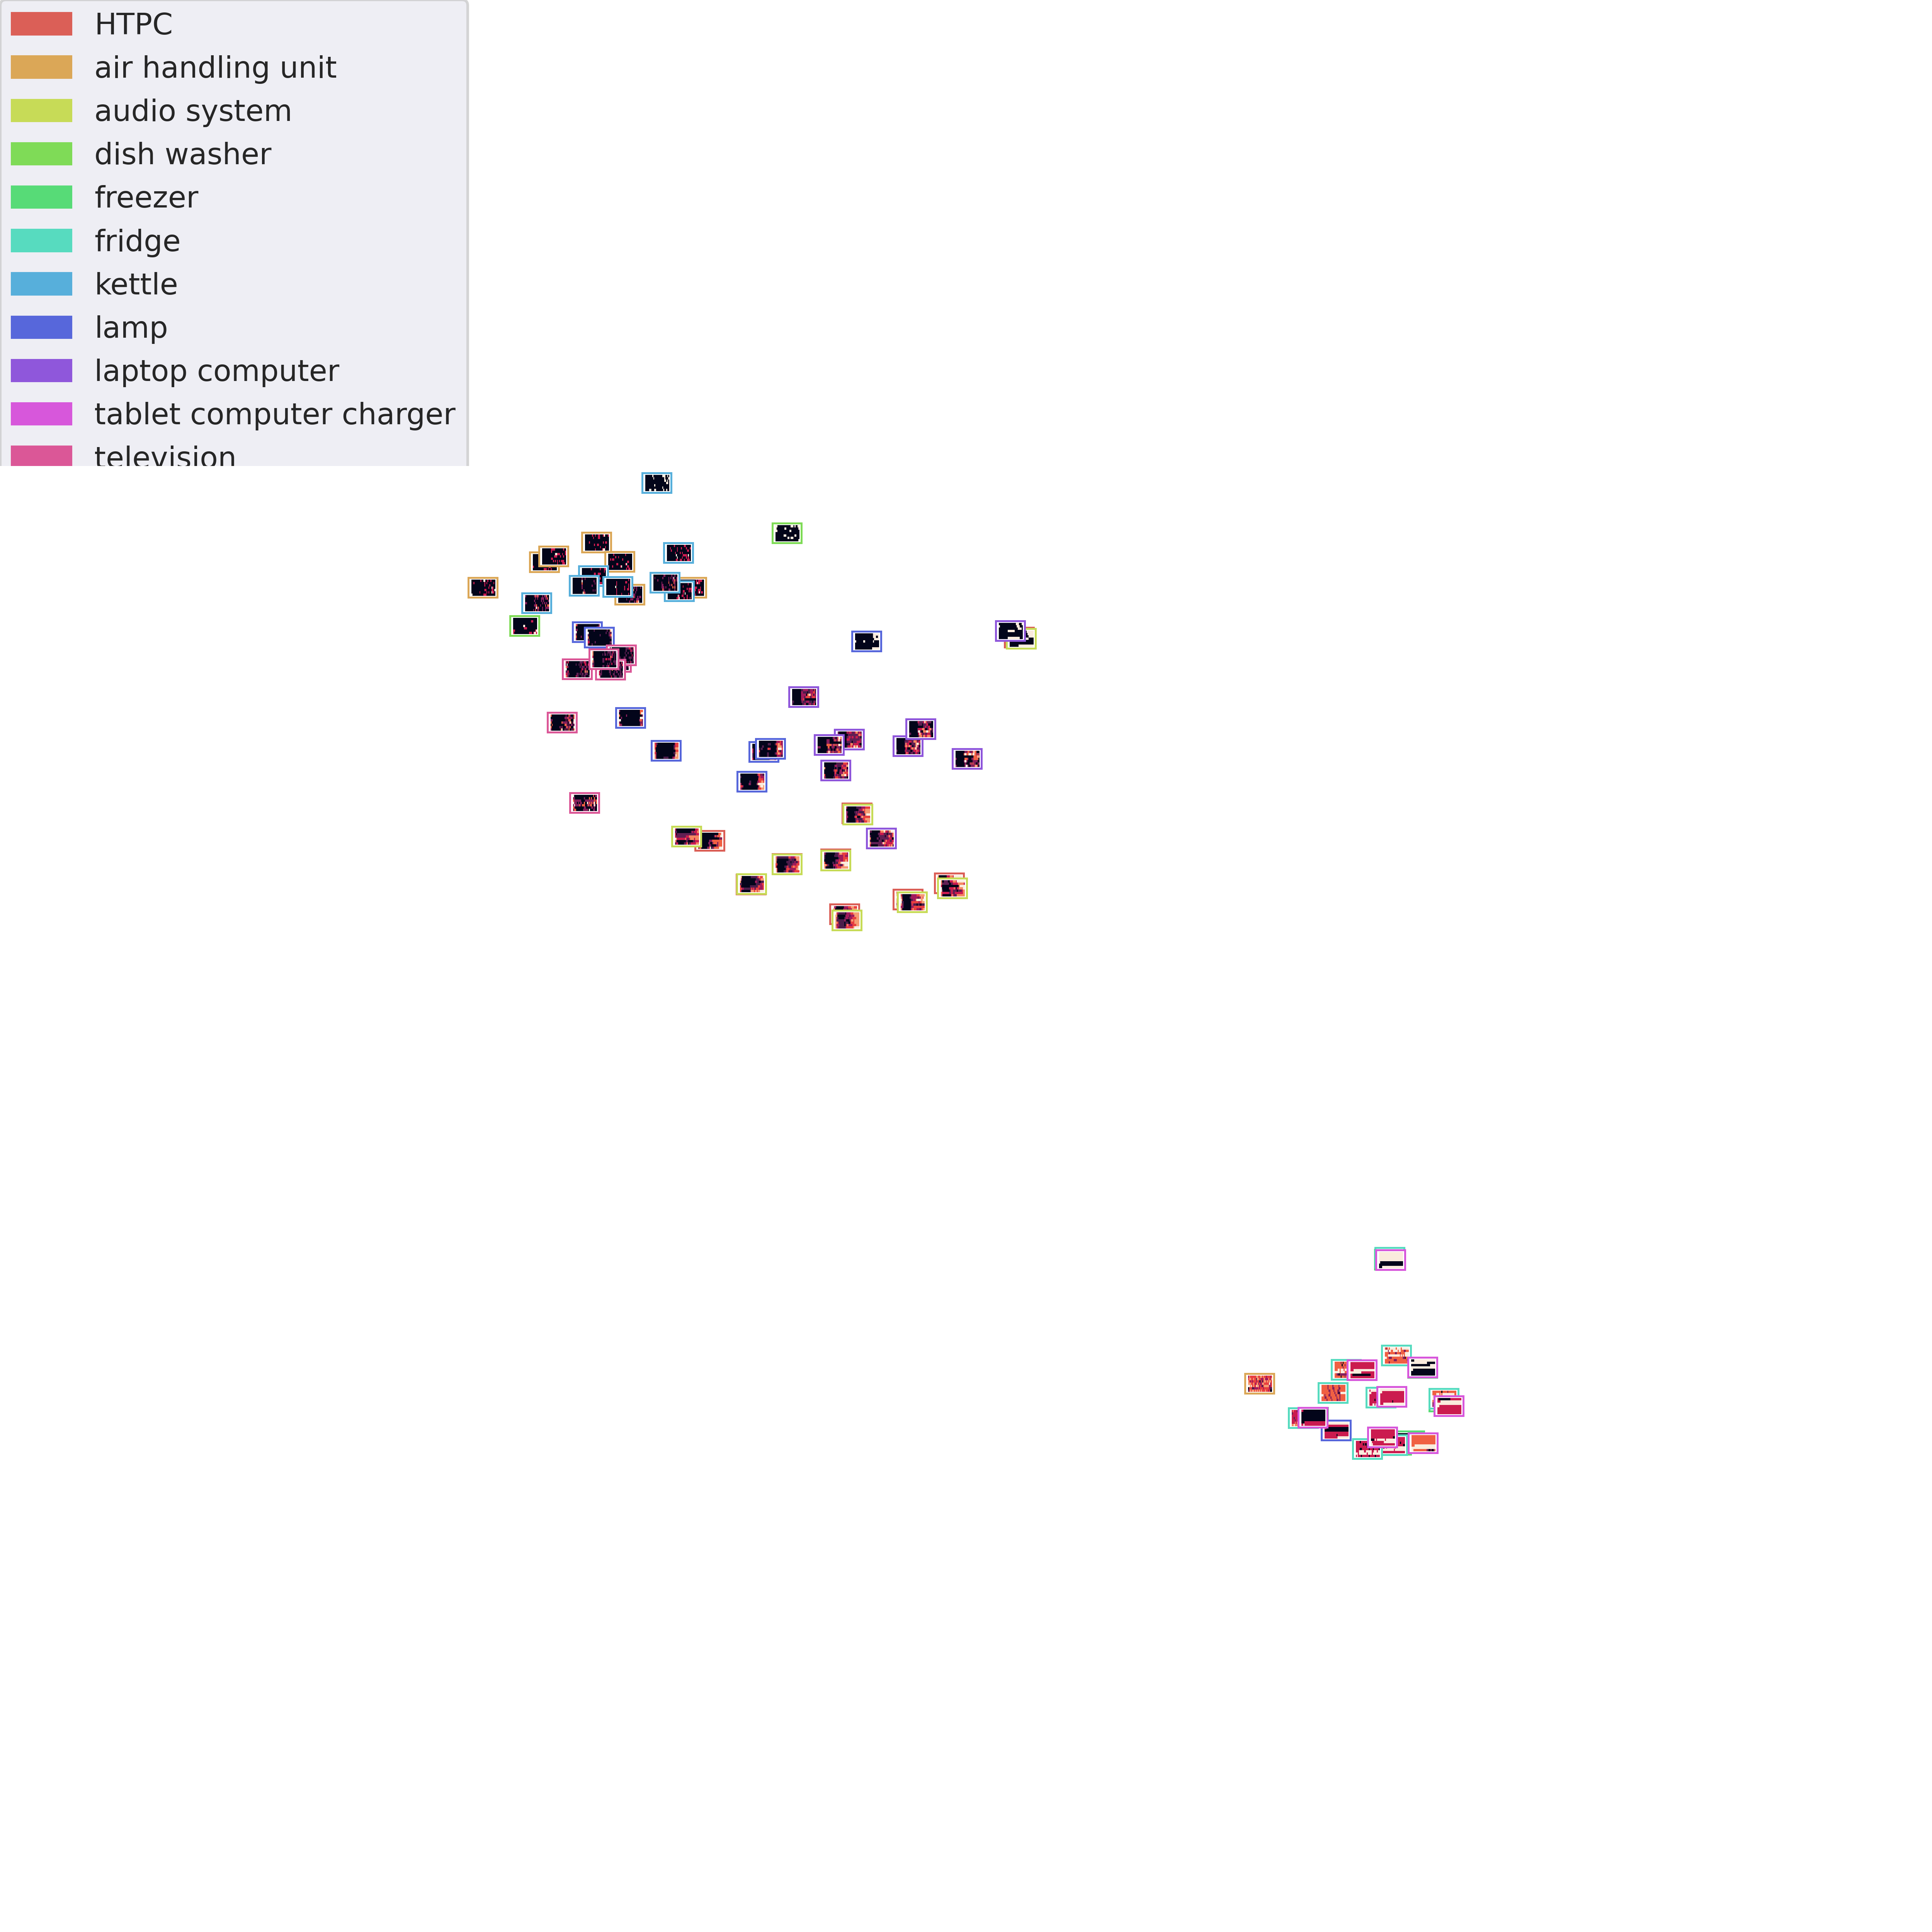 HTPC
air handling unit
audio system
dish washer
freezer
fridge
kettle
lamp
laptop computer
tablet computer charger
television